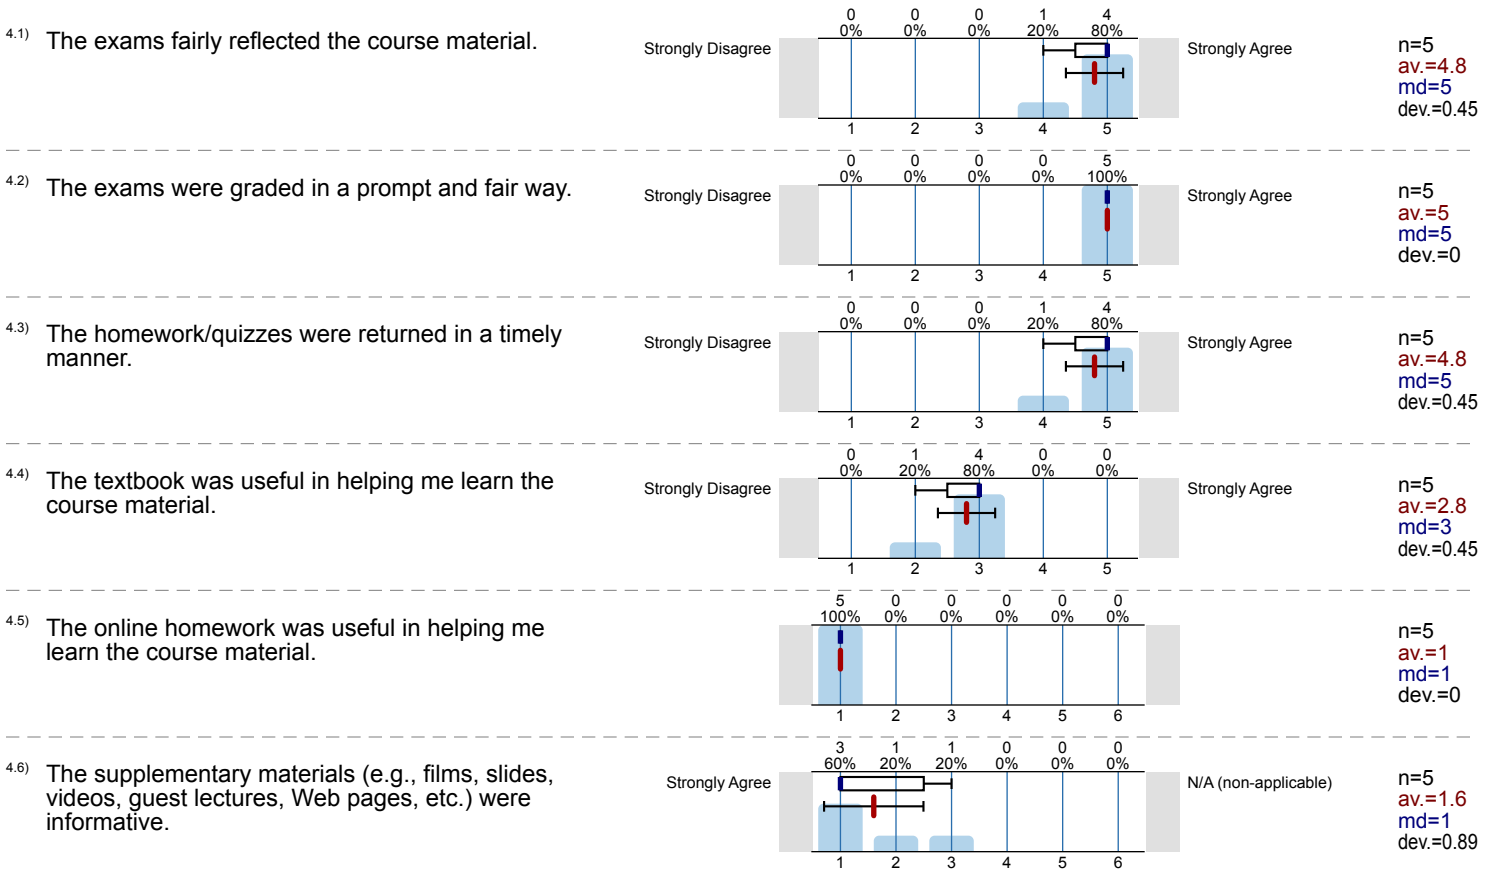 4.1) The exams fairly reflected the course material.
Strongly Disagree
0 0 0 1 4
0% 0% 0% 20% 80%
1 2 3 4 5
Strongly Agree
n=5
av.=4.8
md=5
dev.=0.45
4.2) The exams were graded in a prompt and fair way.
Strongly Disagree
0 0 0 0 5
0% 0% 0% 0% 100%
1 2 3 4 5
Strongly Agree
n=5
av.=5
md=5
dev.=0
4.3) The homework/quizzes were returned in a timely
manner.
Strongly Disagree
0 0 0 1 4
0% 0% 0% 20% 80%
1 2 3 4 5
Strongly Agree
n=5
av.=4.8
md=5
dev.=0.45
4.4) The textbook was useful in helping me learn the
course material.
Strongly Disagree
0 1 4 0 0
0% 20% 80% 0% 0%
1 2 3 4 5
Strongly Agree
n=5
av.=2.8
md=3
dev.=0.45
4.5) The online homework was useful in helping me
learn the course material.
5 0 0 0 0 0
100% 0% 0% 0% 0% 0%
1 2 3 4 5 6
n=5
av.=1
md=1
dev.=0
4.6) The supplementary materials (e.g., films, slides,
videos, guest lectures, Web pages, etc.) were
informative.
Strongly Agree
3 1 1 0 0 0
60% 20% 20% 0% 0% 0%
1 2 3 4 5 6
N/A (non-applicable)
n=5
av.=1.6
md=1
dev.=0.89